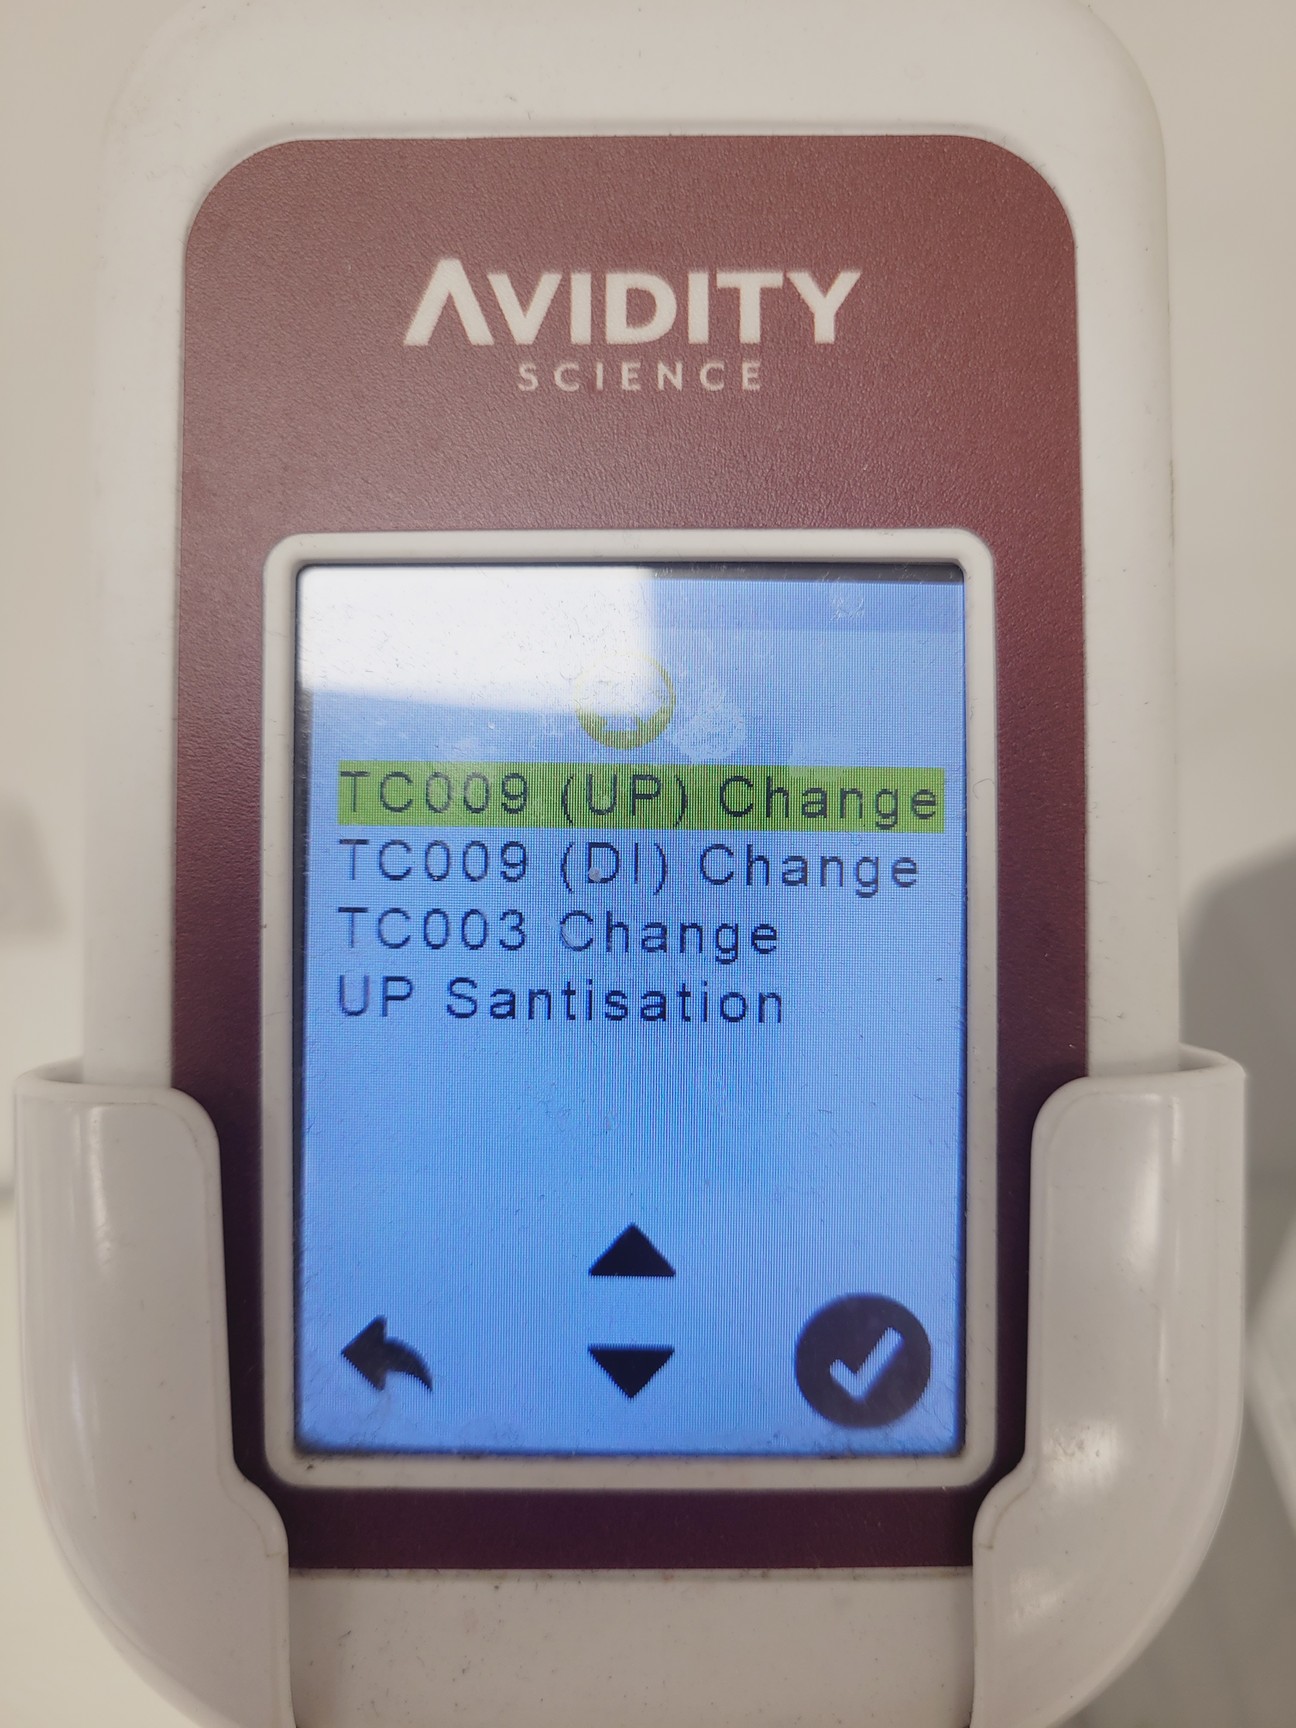 AVIDITY
SCIENCE
TC009 (UP) Change
TC009 (DI) Change
TC003 Change
UP Santisation